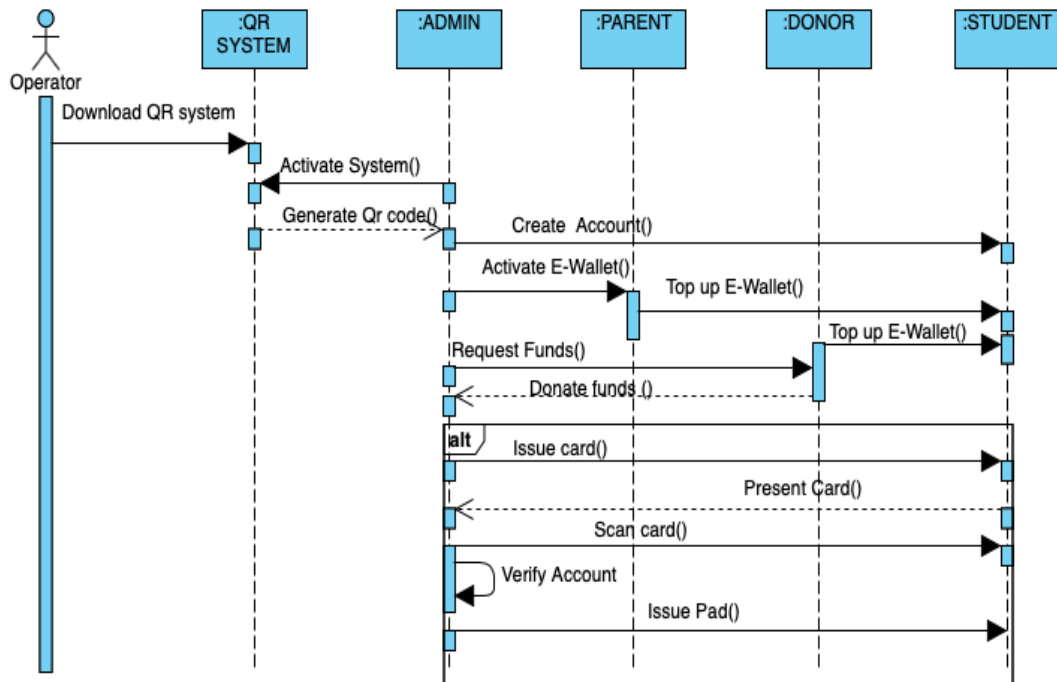 :QR
SYSTEM
:ADMIN
:PARENT
:DONOR
:STUDENT
Operator
Download QR system
Activate System()
Generate Qr code()
Create  Account()
Activate E-Wallet()
Top up E-Wallet()
Top up E-Wallet()
Request Funds()
Donate funds ()
alt
Issue card()
Present Card()
Scan card()
Verify Account
Issue Pad()